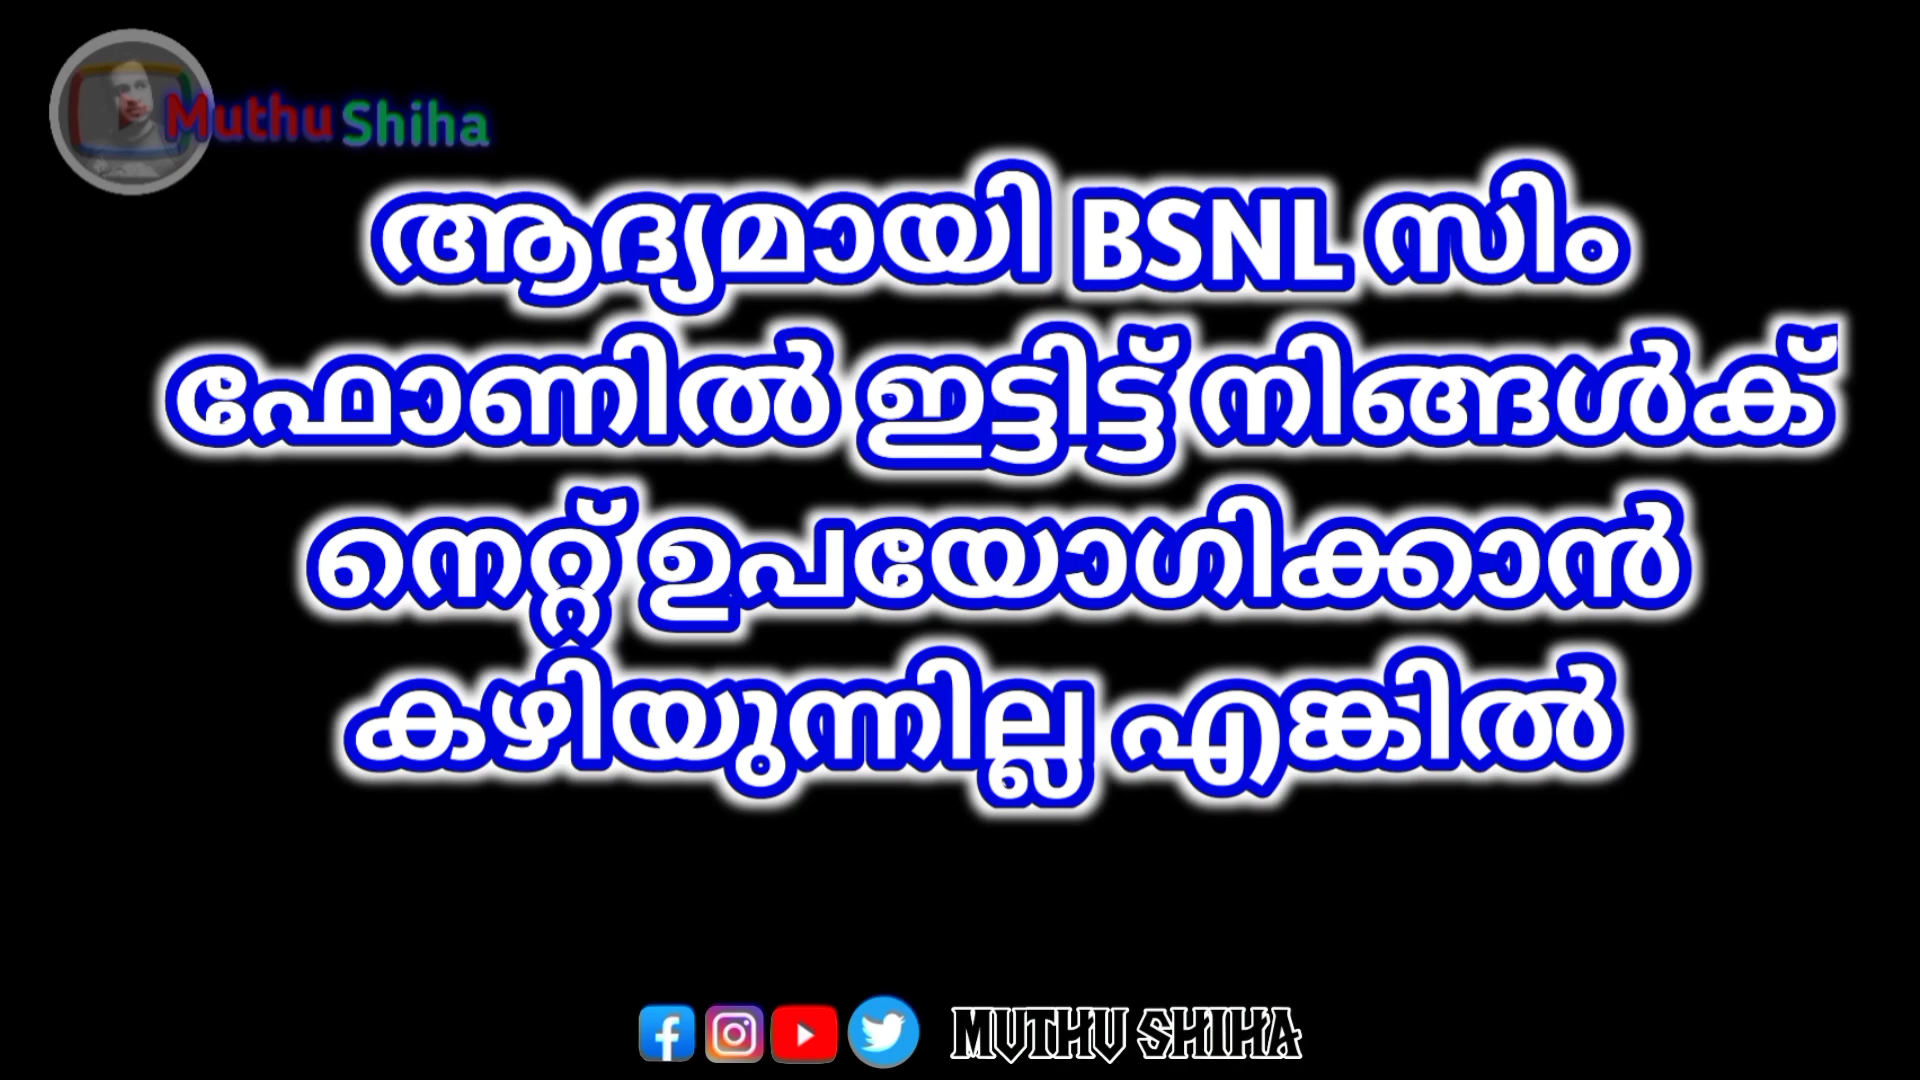 Muthu Shiha
ആദ്യമായി BSNL സിം
ഫോണിൽ ഇട്ടിട്ട് നിങ്ങൾക്
നെറ്റ് ഉപയോഗിക്കാൻ
കഴിയുന്നില്ല എങ്കിൽ
MUTHU SHIHA